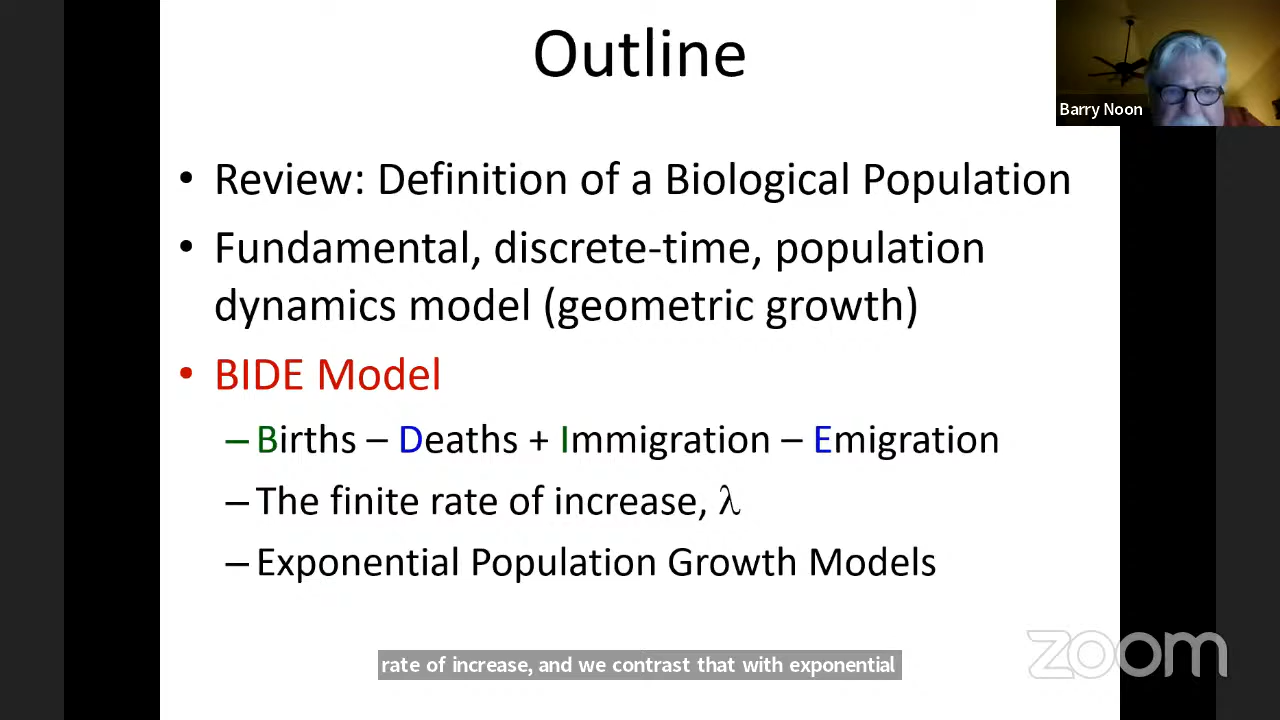 Outline
Barry Noon
• Review: Definition of a Biological Population
• Fundamental, discrete-time, population
dynamics model (geometric growth)
• BIDE Model
– Births – Deaths + Immigration – Emigration
– The finite rate of increase, λ
– Exponential Population Growth Models
rate of increase, and we contrast that with exponential
zoom